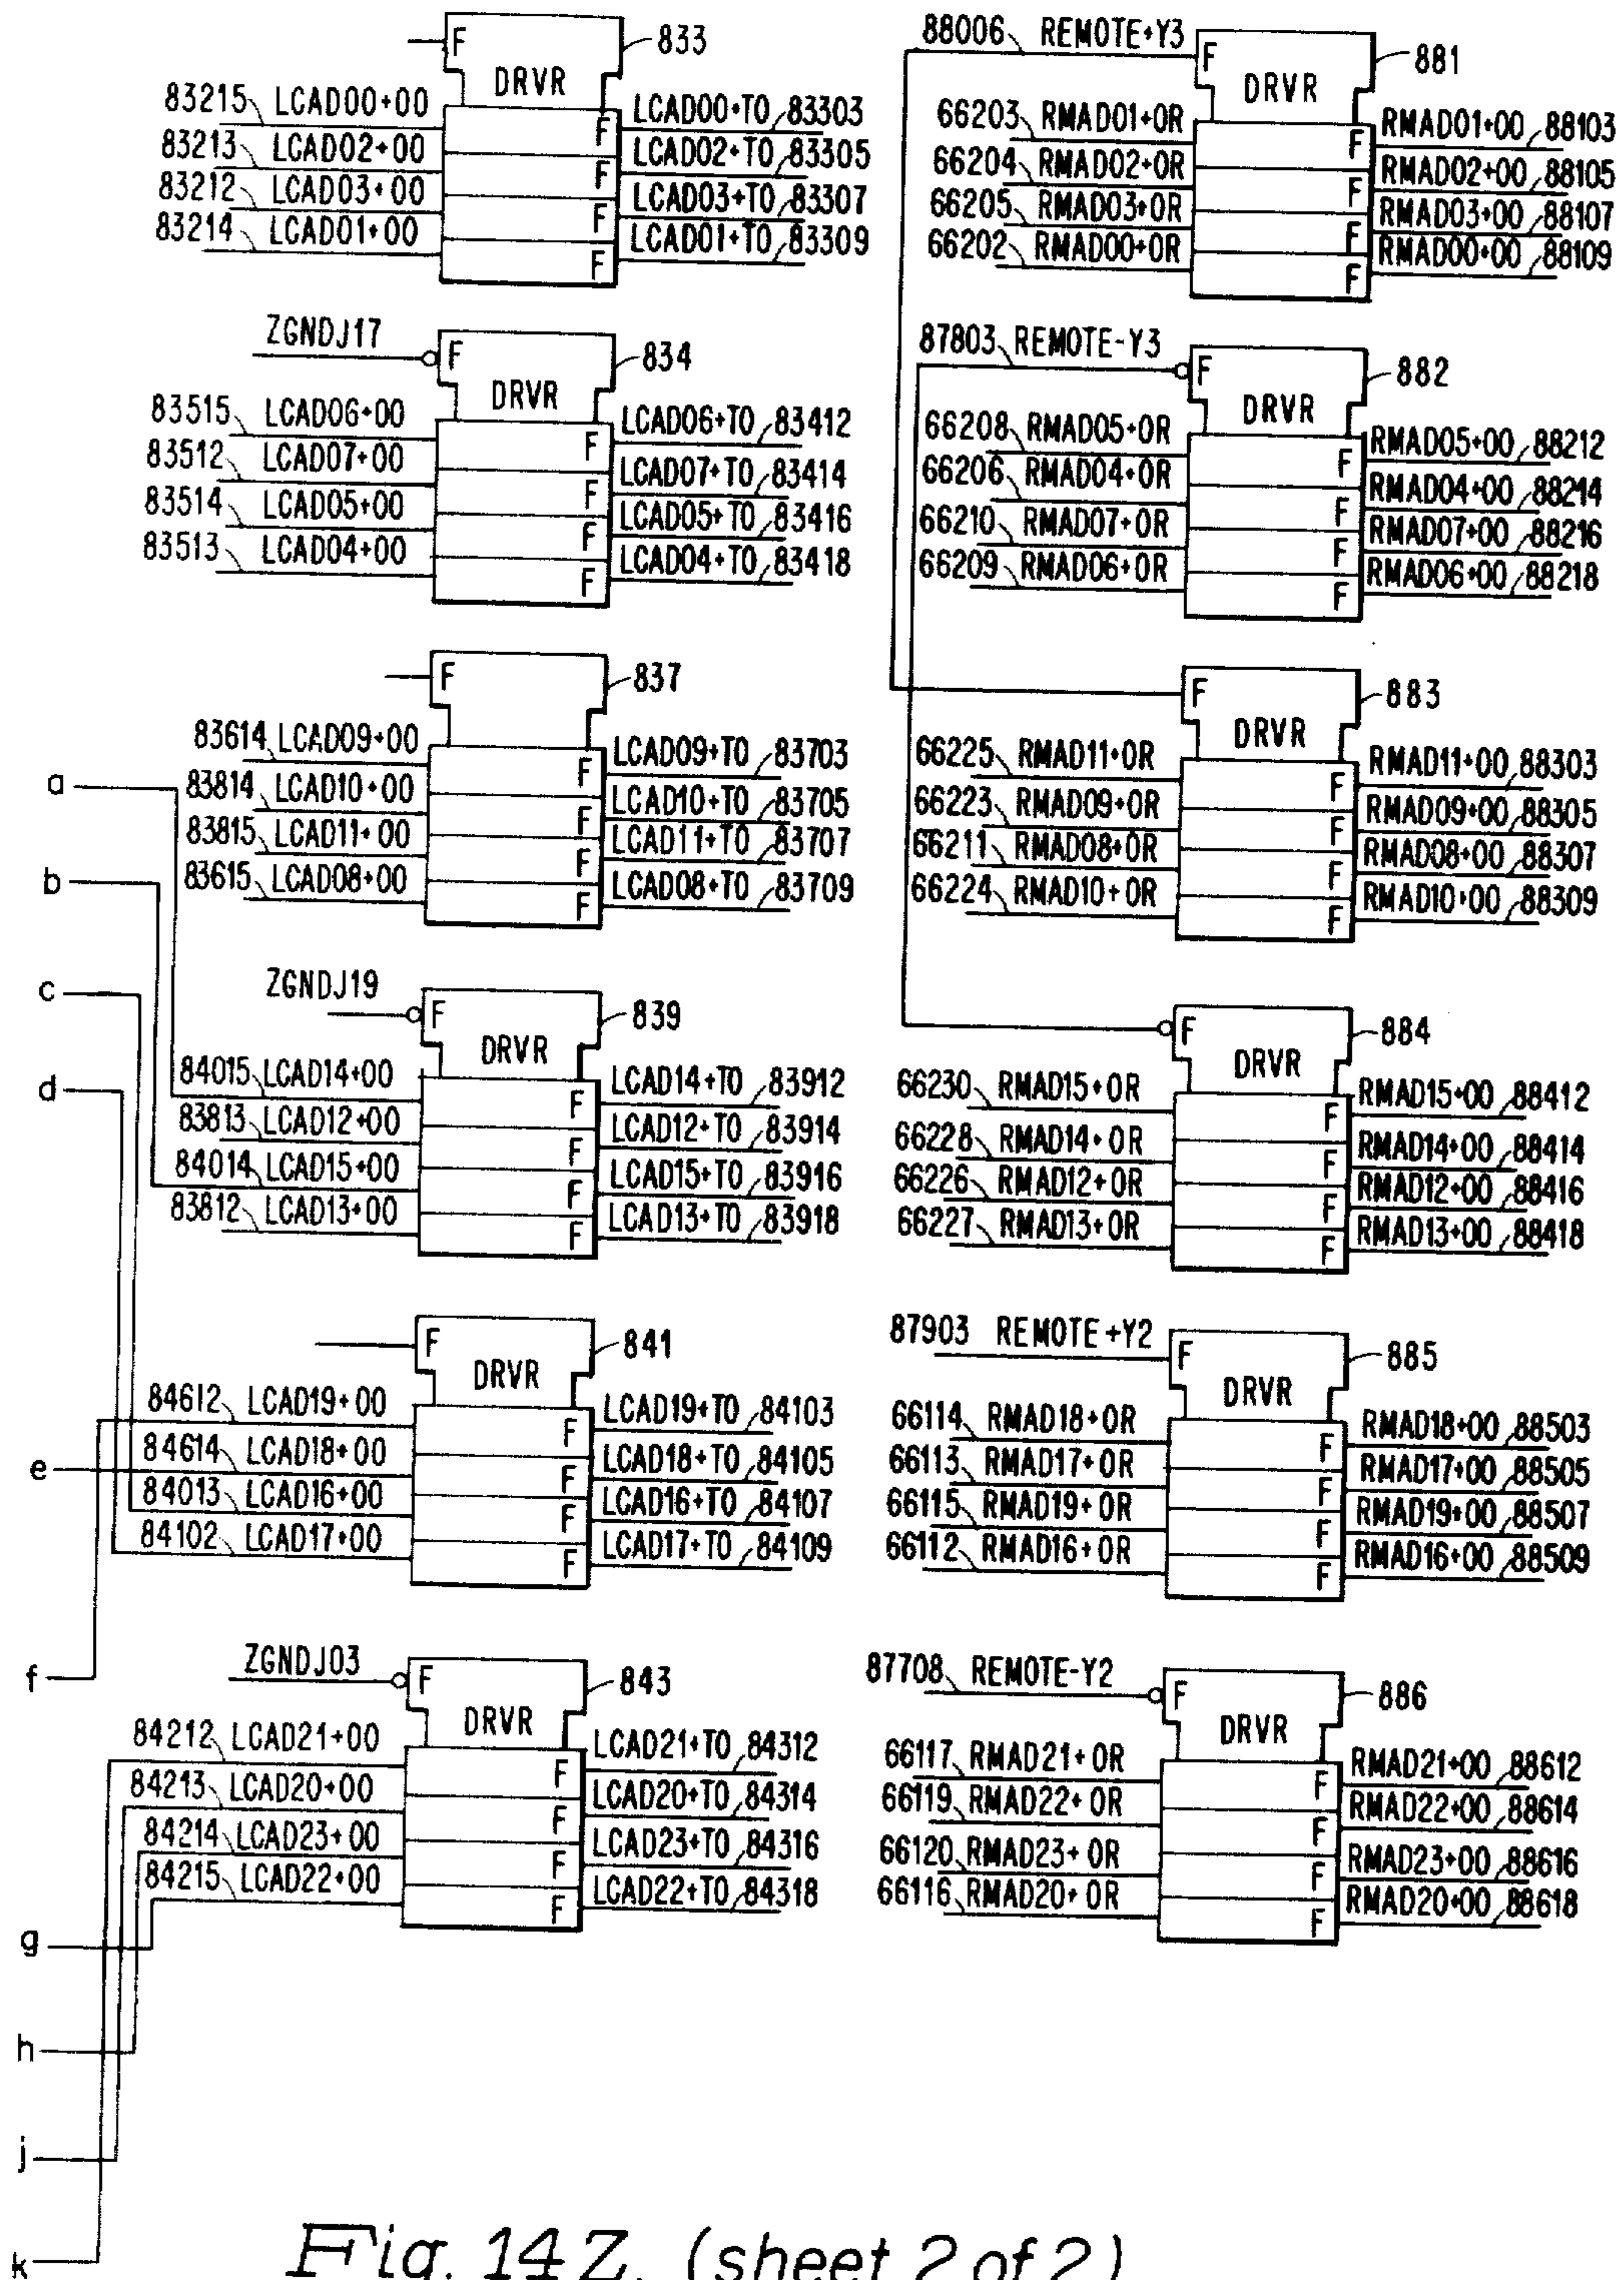 F
833
DRVR
83215 LCAD00+00 F LCAD00+TO 83303
83213 LCAD02+00 F LCAD02+TO 83305
83212 LCAD03+00 F LCAD03+TO 83307
83214 LCAD01+00 F LCAD01+TO 83309
ZGNDJ17 F
834
DRVR
83515 LCAD06+00 F LCAD06+TO 83412
83512 LCAD07+00 F LCAD07+TO 83414
83514 LCAD05+00 F LCAD05+TO 83416
83513 LCAD04+00 F LCAD04+TO 83418
F
837
83614 LCAD09+00 F LCAD09+TO 83703
83814 LCAD10+00 F LCAD10+TO 83705
83815 LCAD11+00 F LCAD11+TO 83707
83615 LCAD08+00 F LCAD08+TO 83709
ZGNDJ19 F
839
DRVR
84015 LCAD14+00 F LCAD14+TO 83912
83813 LCAD12+00 F LCAD12+TO 83914
84014 LCAD15+00 F LCAD15+TO 83916
83812 LCAD13+00 F LCAD13+TO 83918
F
841
DRVR
84612 LCAD19+00 F LCAD19+TO 84103
84614 LCAD18+00 F LCAD18+TO 84105
84013 LCAD16+00 F LCAD16+TO 84107
84102 LCAD17+00 F LCAD17+TO 84109
ZGNDJ03 F
843
DRVR
84212 LCAD21+00 F LCAD21+TO 84312
84213 LCAD20+00 F LCAD20+TO 84314
84214 LCAD23+00 F LCAD23+TO 84316
84215 LCAD22+00 F LCAD22+TO 84318
a
b
c
d
e
f
g
h
j
k
88006 REMOTE+Y3 F
881
DRVR
66203 RMAD01+OR F RMAD01+00 88103
66204 RMAD02+OR F RMAD02+00 88105
66205 RMAD03+OR F RMAD03+00 88107
66202 RMAD00+OR F RMAD00+00 88109
87803 REMOTE-Y3 F
882
DRVR
66208 RMAD05+OR F RMAD05+00 88212
66206 RMAD04+OR F RMAD04+00 88214
66210 RMAD07+OR F RMAD07+00 88216
66209 RMAD06+OR F RMAD06+00 88218
F
883
DRVR
66225 RMAD11+OR F RMAD11+00 88303
66223 RMAD09+OR F RMAD09+00 88305
66211 RMAD08+OR F RMAD08+00 88307
66224 RMAD10+OR F RMAD10+00 88309
F
884
DRVR
66230 RMAD15+OR F RMAD15+00 88412
66228 RMAD14+OR F RMAD14+00 88414
66226 RMAD12+OR F RMAD12+00 88416
66227 RMAD13+OR F RMAD13+00 88418
87903 REMOTE+Y2 F
885
DRVR
66114 RMAD18+OR F RMAD18+00 88503
66113 RMAD17+OR F RMAD17+00 88505
66115 RMAD19+OR F RMAD19+00 88507
66112 RMAD16+OR F RMAD16+00 88509
87708 REMOTE-Y2 F
886
DRVR
66117 RMAD21+OR F RMAD21+00 88612
66119 RMAD22+OR F RMAD22+00 88614
66120 RMAD23+OR F RMAD23+00 88616
66116 RMAD20+OR F RMAD20+00 88618
Fig. 14Z. (sheet 2 of 2)